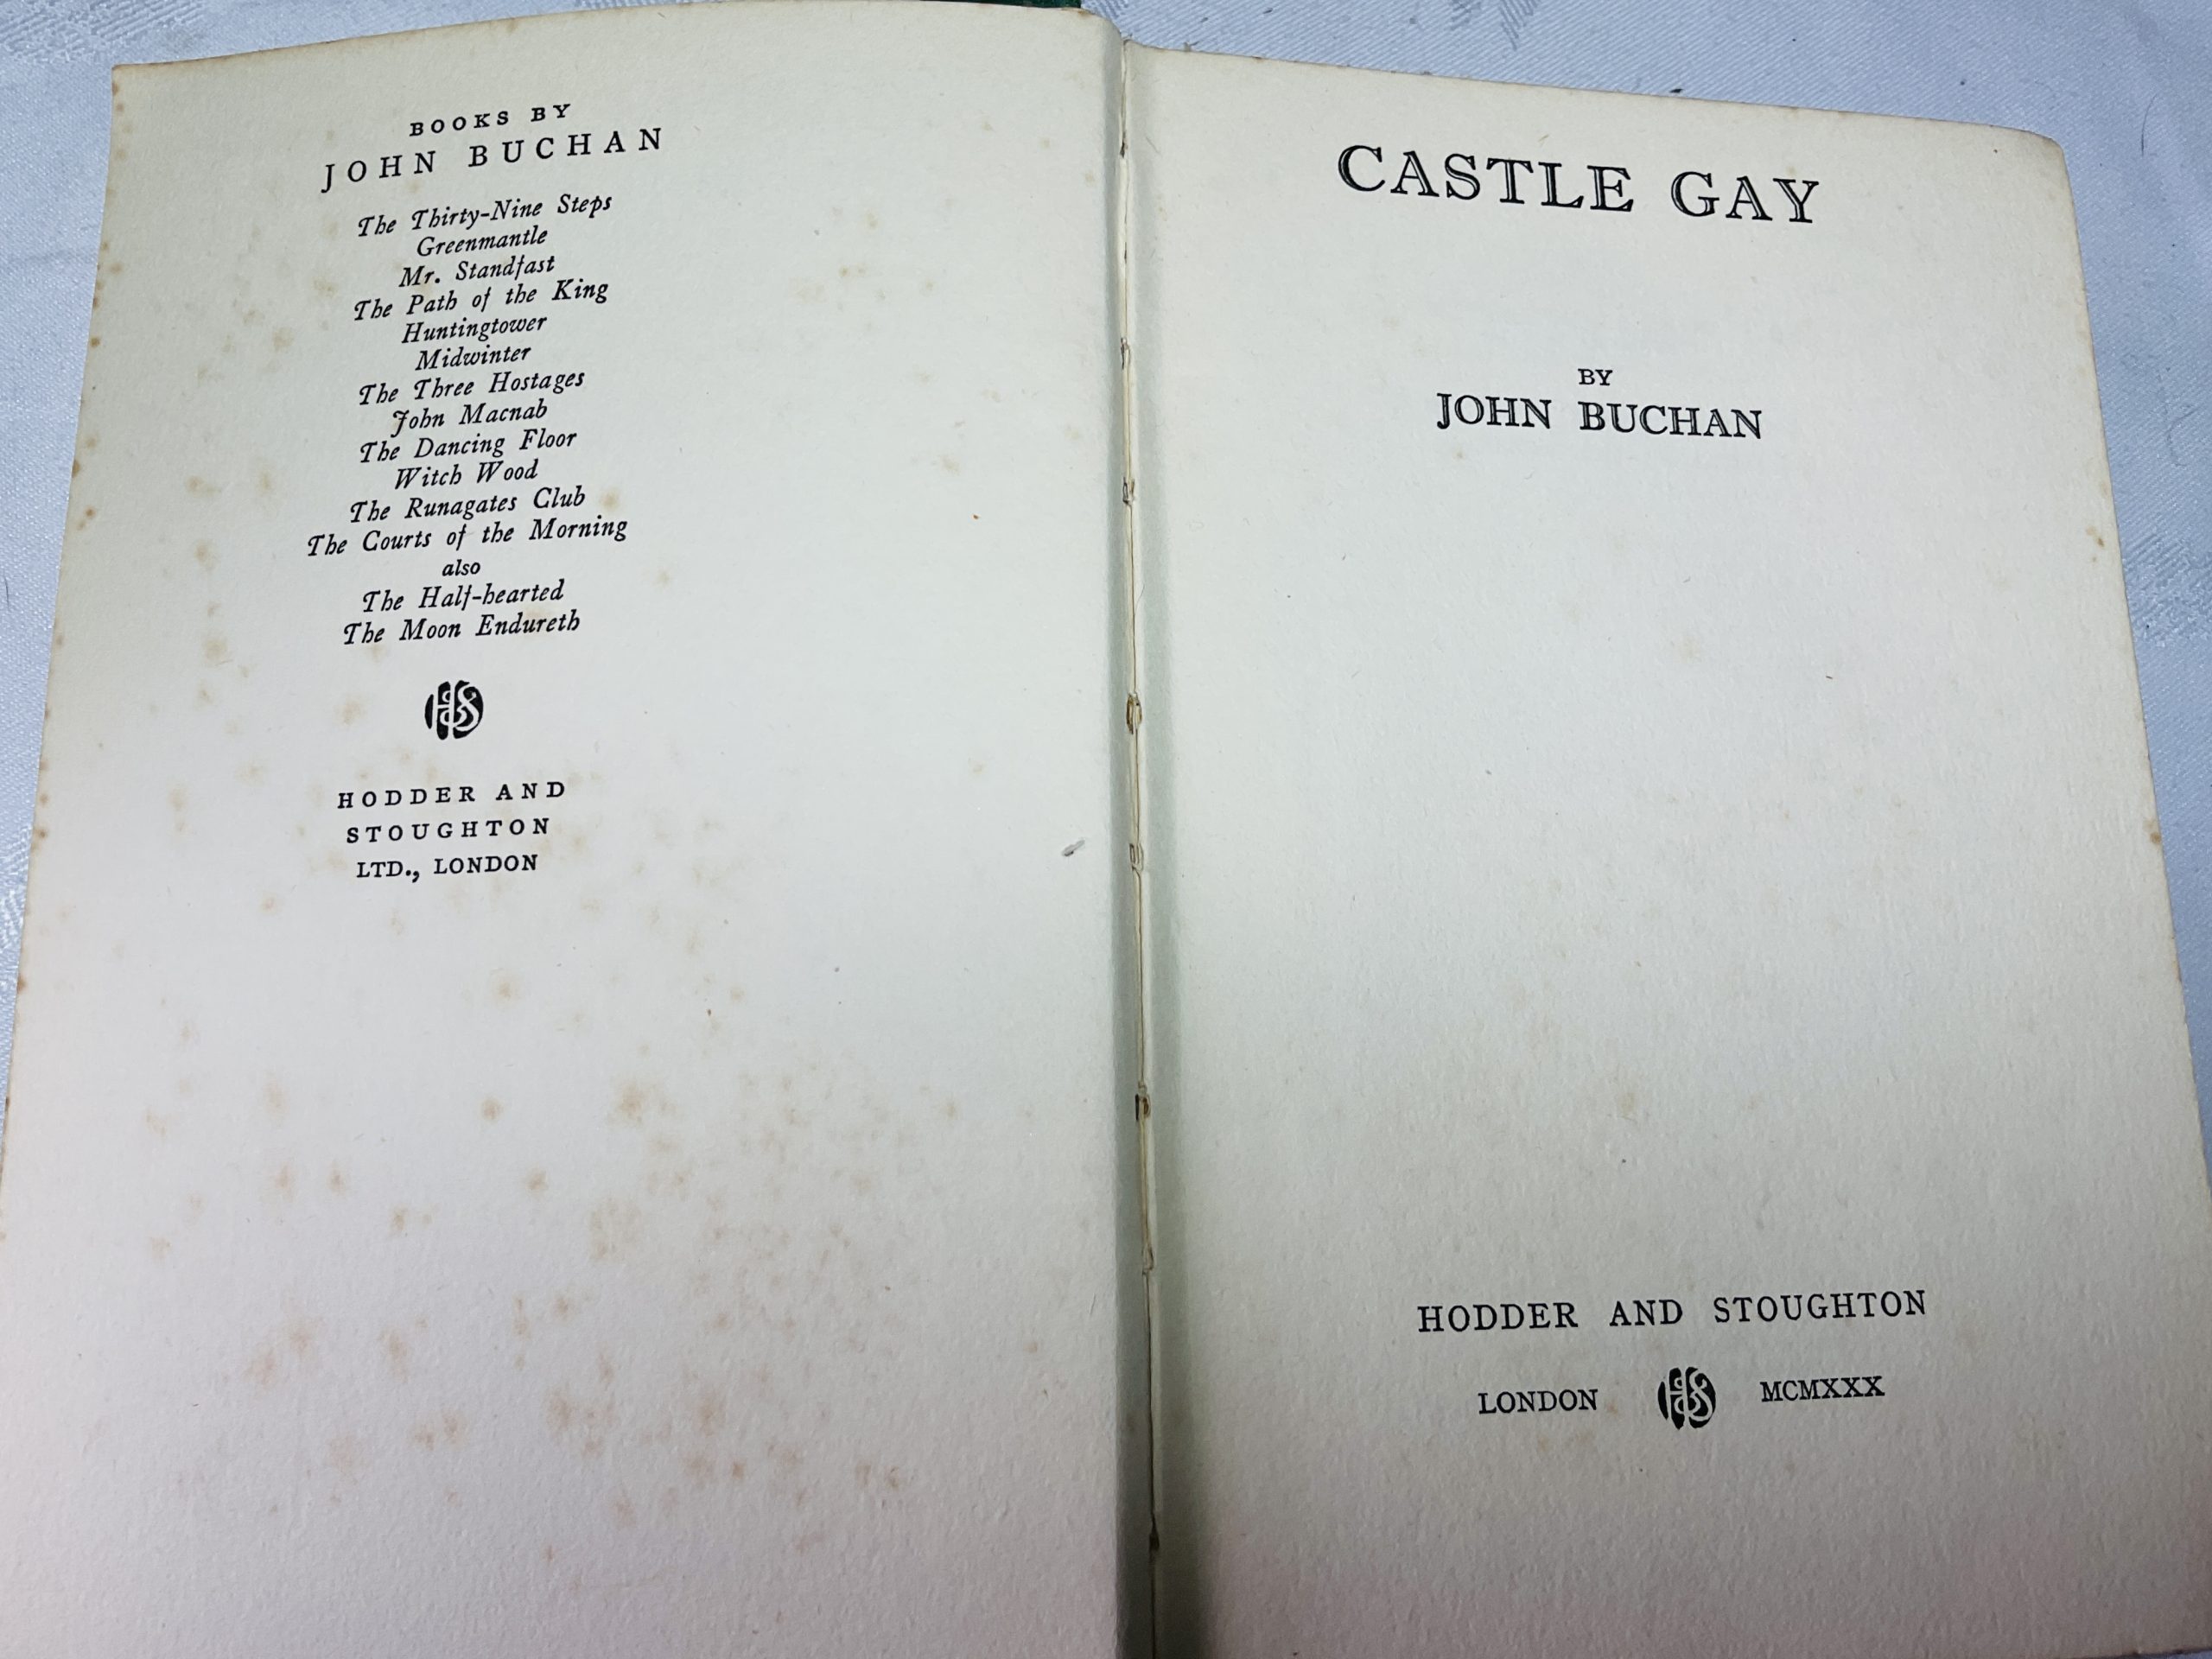 BOOKS BY
JOHN BUCHAN
The Thirty-Nine Steps
Greenmantle
Mr. Standfast
The Path of the King
Huntingtower
Midwinter
The Three Hostages
John Macnab
The Dancing Floor
Witch Wood
The Runagates Club
The Courts of the Morning
also
The Half-hearted
The Moon Endureth
H&S
HODDER AND
STOUGHTON
LTD., LONDON
CASTLE GAY
BY
JOHN BUCHAN
HODDER AND STOUGHTON
LONDON H&S MCMXXX